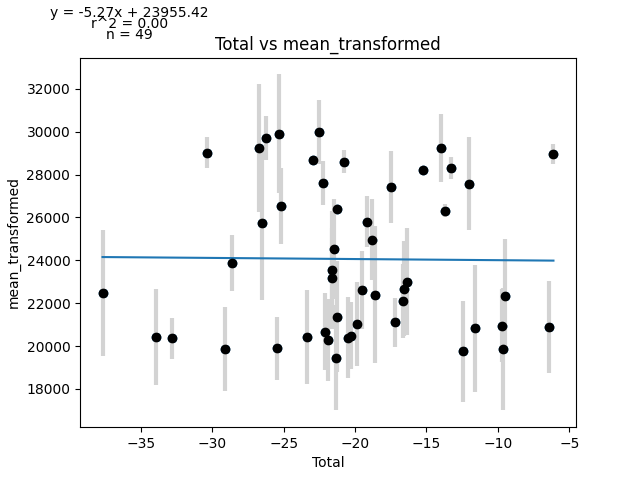 y = -5.27x + 23955.42
r^2 = 0.00
n = 49
Total vs mean_transformed
mean_transformed
32000
30000
28000
26000
24000
22000
20000
18000
−35
−30
−25
−20
−15
−10
−5
Total